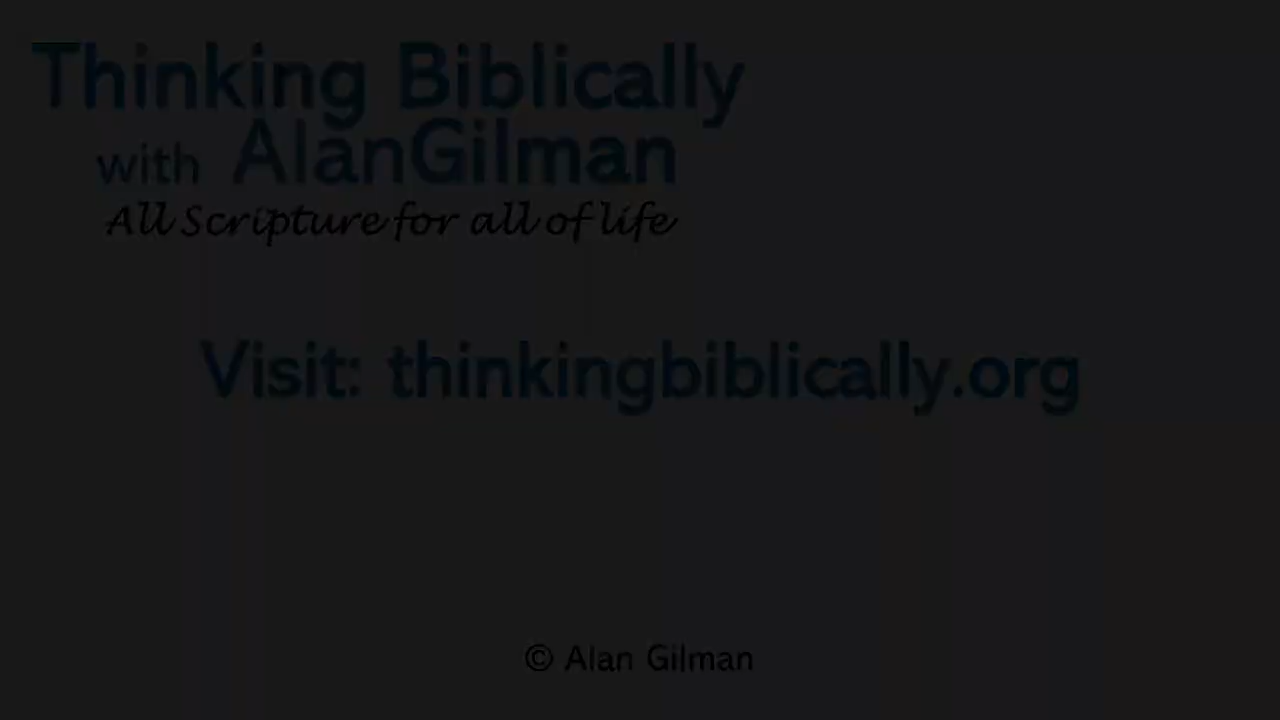 Thinking Biblically
with AlanGilman
All Scripture for all of life
Visit: thinkingbiblically.org
© Alan Gilman